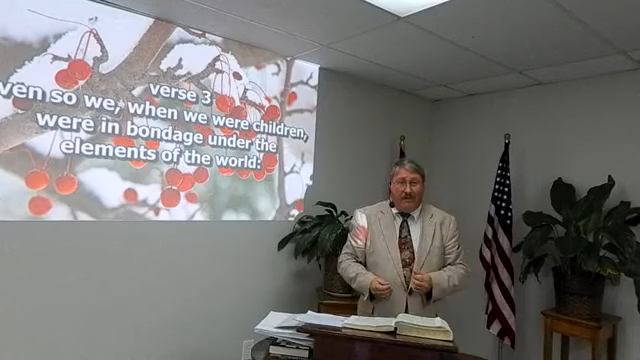 verse 3
ven so we, when we were children,
were in bondage under the
elements of the world: